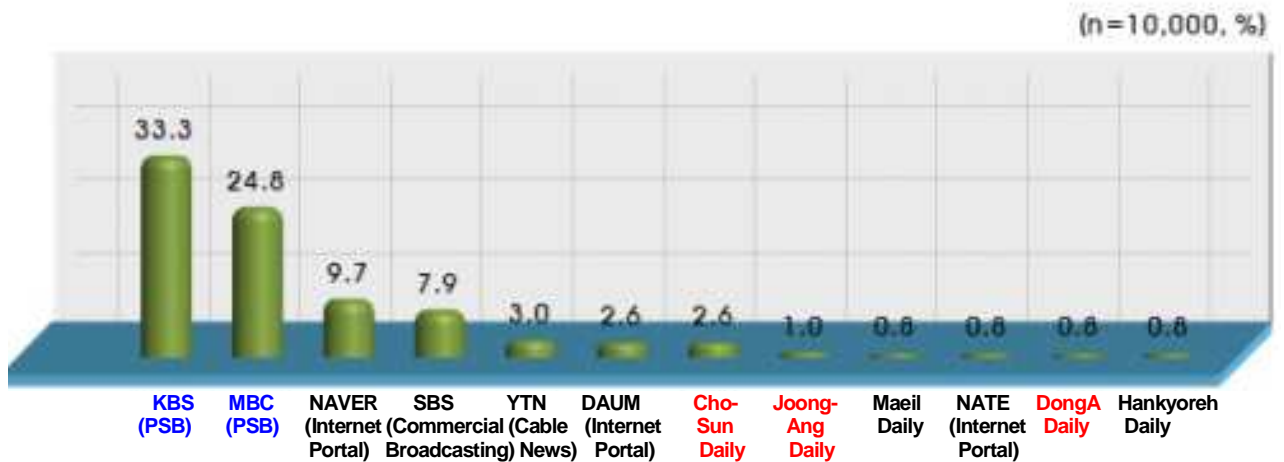 (n=10,000, %)
33.3
24.8
9.7
7.9
3.0
2.6
2.6
1.0
0.8
0.8
0.8
0.8
KBS
(PSB)
MBC
(PSB)
NAVER
(Internet
Portal)
SBS
(Commercial
Broadcasting)
YTN
(Cable
News)
DAUM
(Internet
Portal)
Cho-
Sun
Daily
Joong-
Ang
Daily
Maeil
Daily
NATE
(Internet
Portal)
DongA
Daily
Hankyoreh
Daily